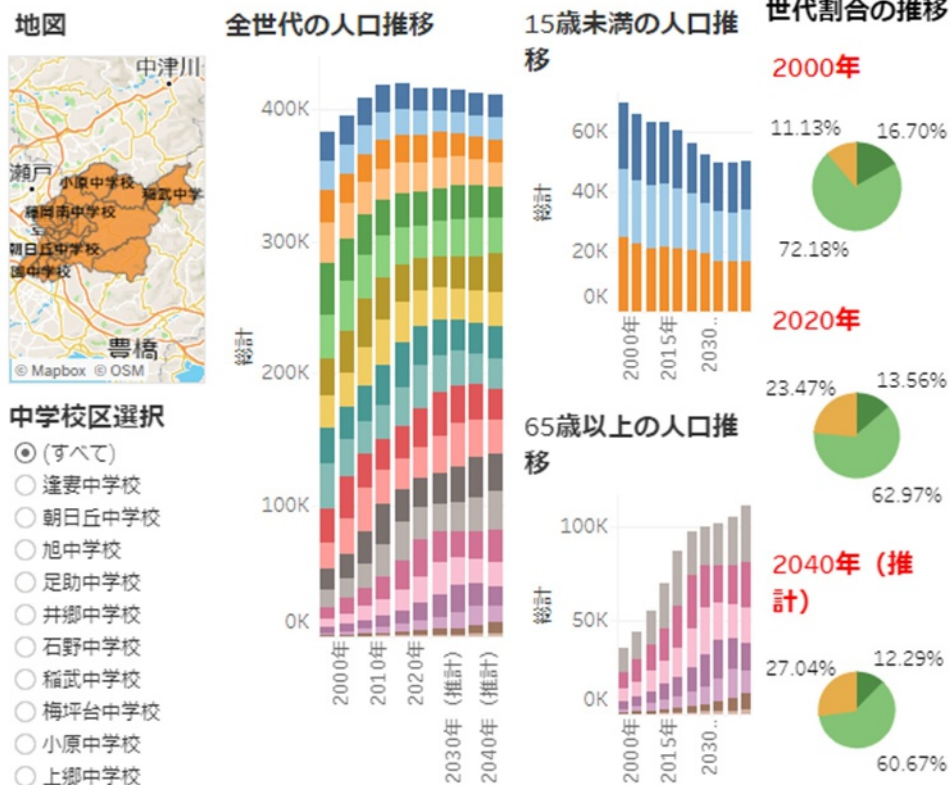 地図
中津川
瀬戸
小原中学校
稲武中学
藤岡南中学校
朝日丘中学校
園中学校
豊橋
© Mapbox © OSM
中学校区選択
(すべて)
逢妻中学校
朝日丘中学校
旭中学校
足助中学校
井郷中学校
石野中学校
稲武中学校
梅坪台中学校
小原中学校
上郷中学校
全世代の人口推移
総計
400K
300K
200K
100K
0K
2000年
2010年
2020年
2030年（推計）
2040年（推計）
15歳未満の人口推
移
総計
60K
40K
20K
0K
2000年
2015年
2030..
65歳以上の人口推
移
総計
100K
50K
0K
2000年
2015年
2030..
世代割合の推移
2000年
11.13%
16.70%
72.18%
2020年
23.47%
13.56%
62.97%
2040年（推
計）
27.04%
12.29%
60.67%